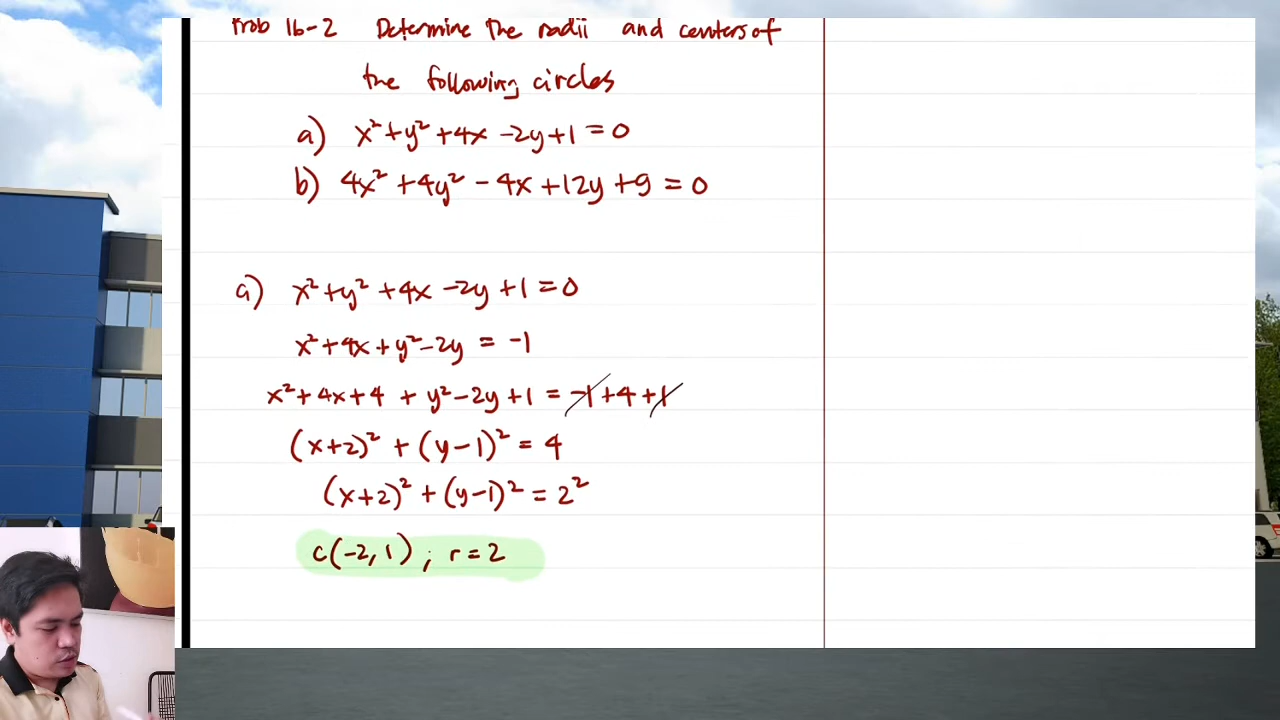 Prob 16-2 Determine the radii and centers of
the following circles
a) x² + y² + 4x - 2y + 1 = 0
b) 4x² + 4y² - 4x + 12y + 9 = 0
a) x² + y² + 4x - 2y + 1 = 0
x² + 4x + y² - 2y = -1
x² + 4x + 4 + y² - 2y + 1 = -1 + 4 + 1
(x+2)² + (y-1)² = 4
(x+2)² + (y-1)² = 2²
c(-2, 1) ; r = 2